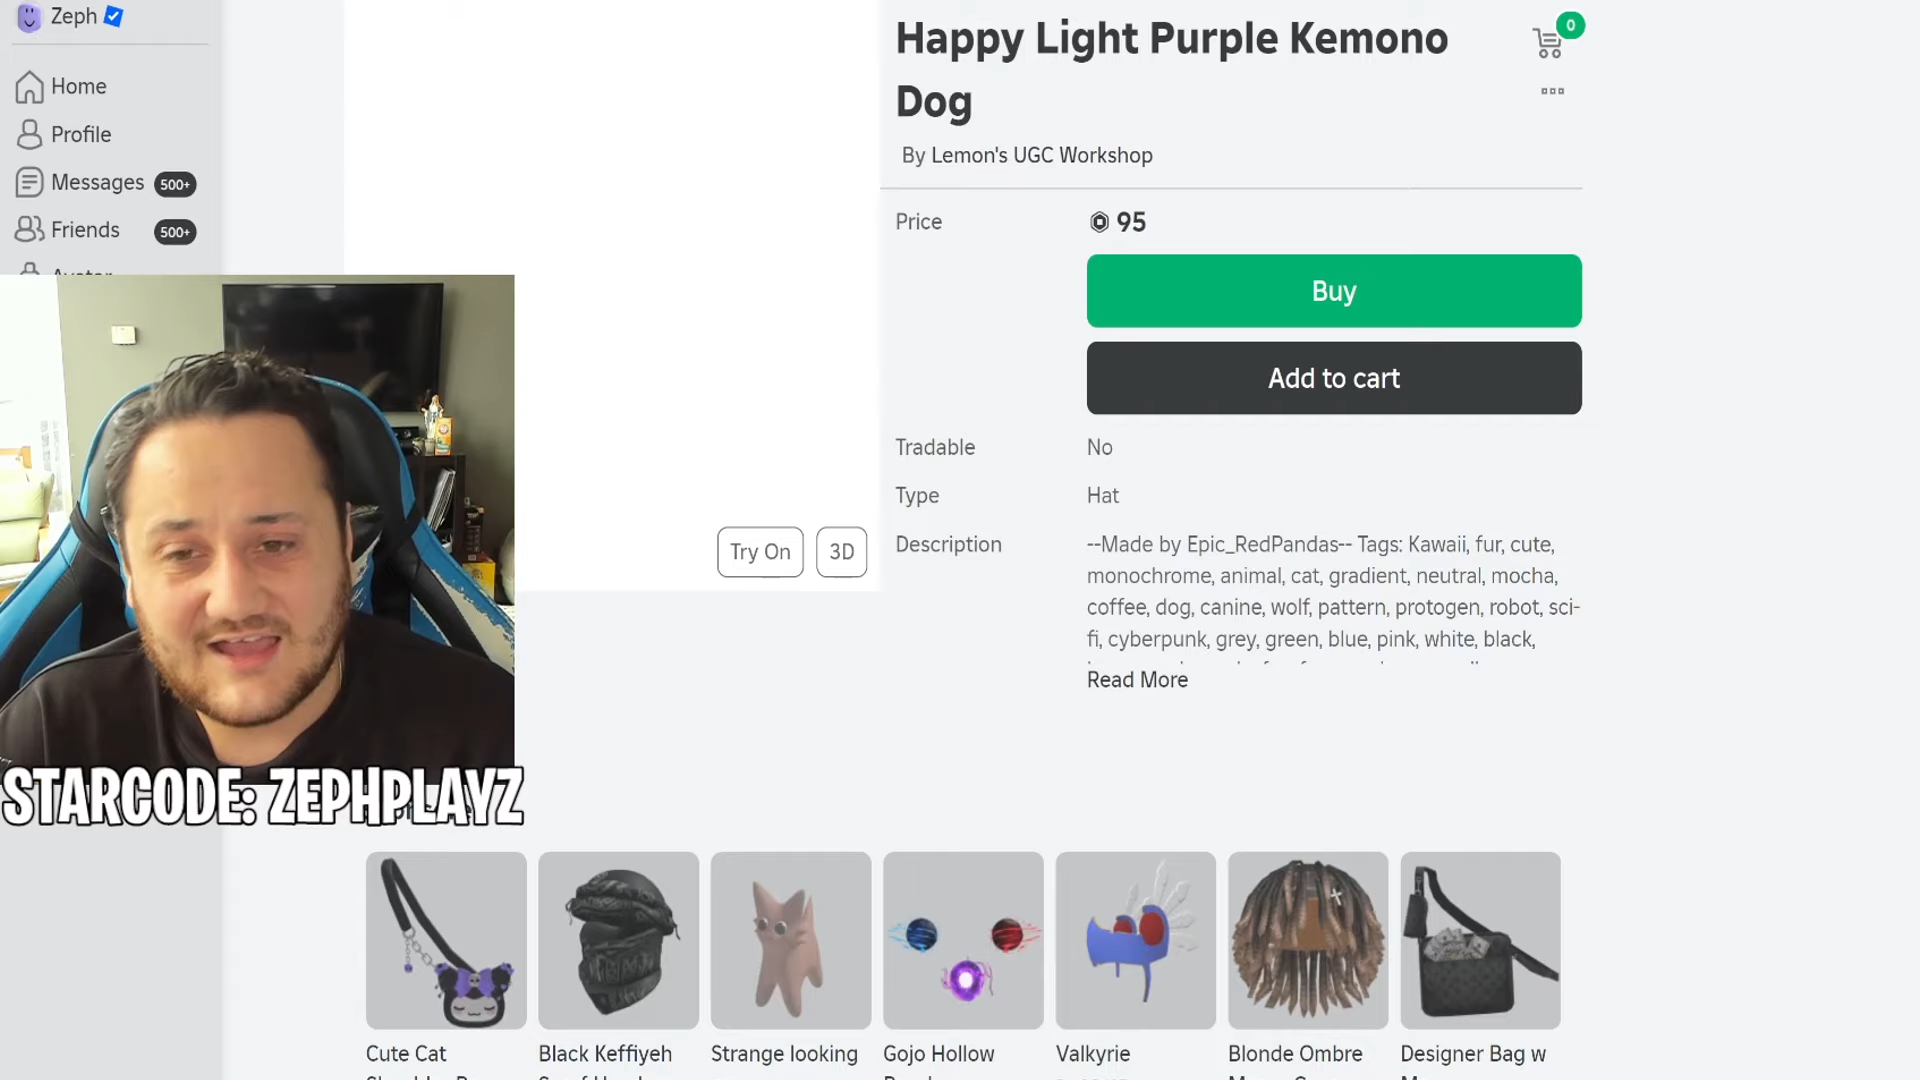 Zeph
Home
Profile
Messages 500+
Friends 500+
Happy Light Purple Kemono
Dog
0
By Lemon's UGC Workshop
Price 95
Buy
Add to cart
Tradable No
Type Hat
Try On 3D
Description --Made by Epic_RedPandas-- Tags: Kawaii, fur, cute,
monochrome, animal, cat, gradient, neutral, mocha,
coffee, dog, canine, wolf, pattern, protogen, robot, sci-
fi, cyberpunk, grey, green, blue, pink, white, black,
Read More
STARCODE: ZEPHPLAYZ
Cute Cat
Black Keffiyeh
Strange looking
Gojo Hollow
Valkyrie
Blonde Ombre
Designer Bag w